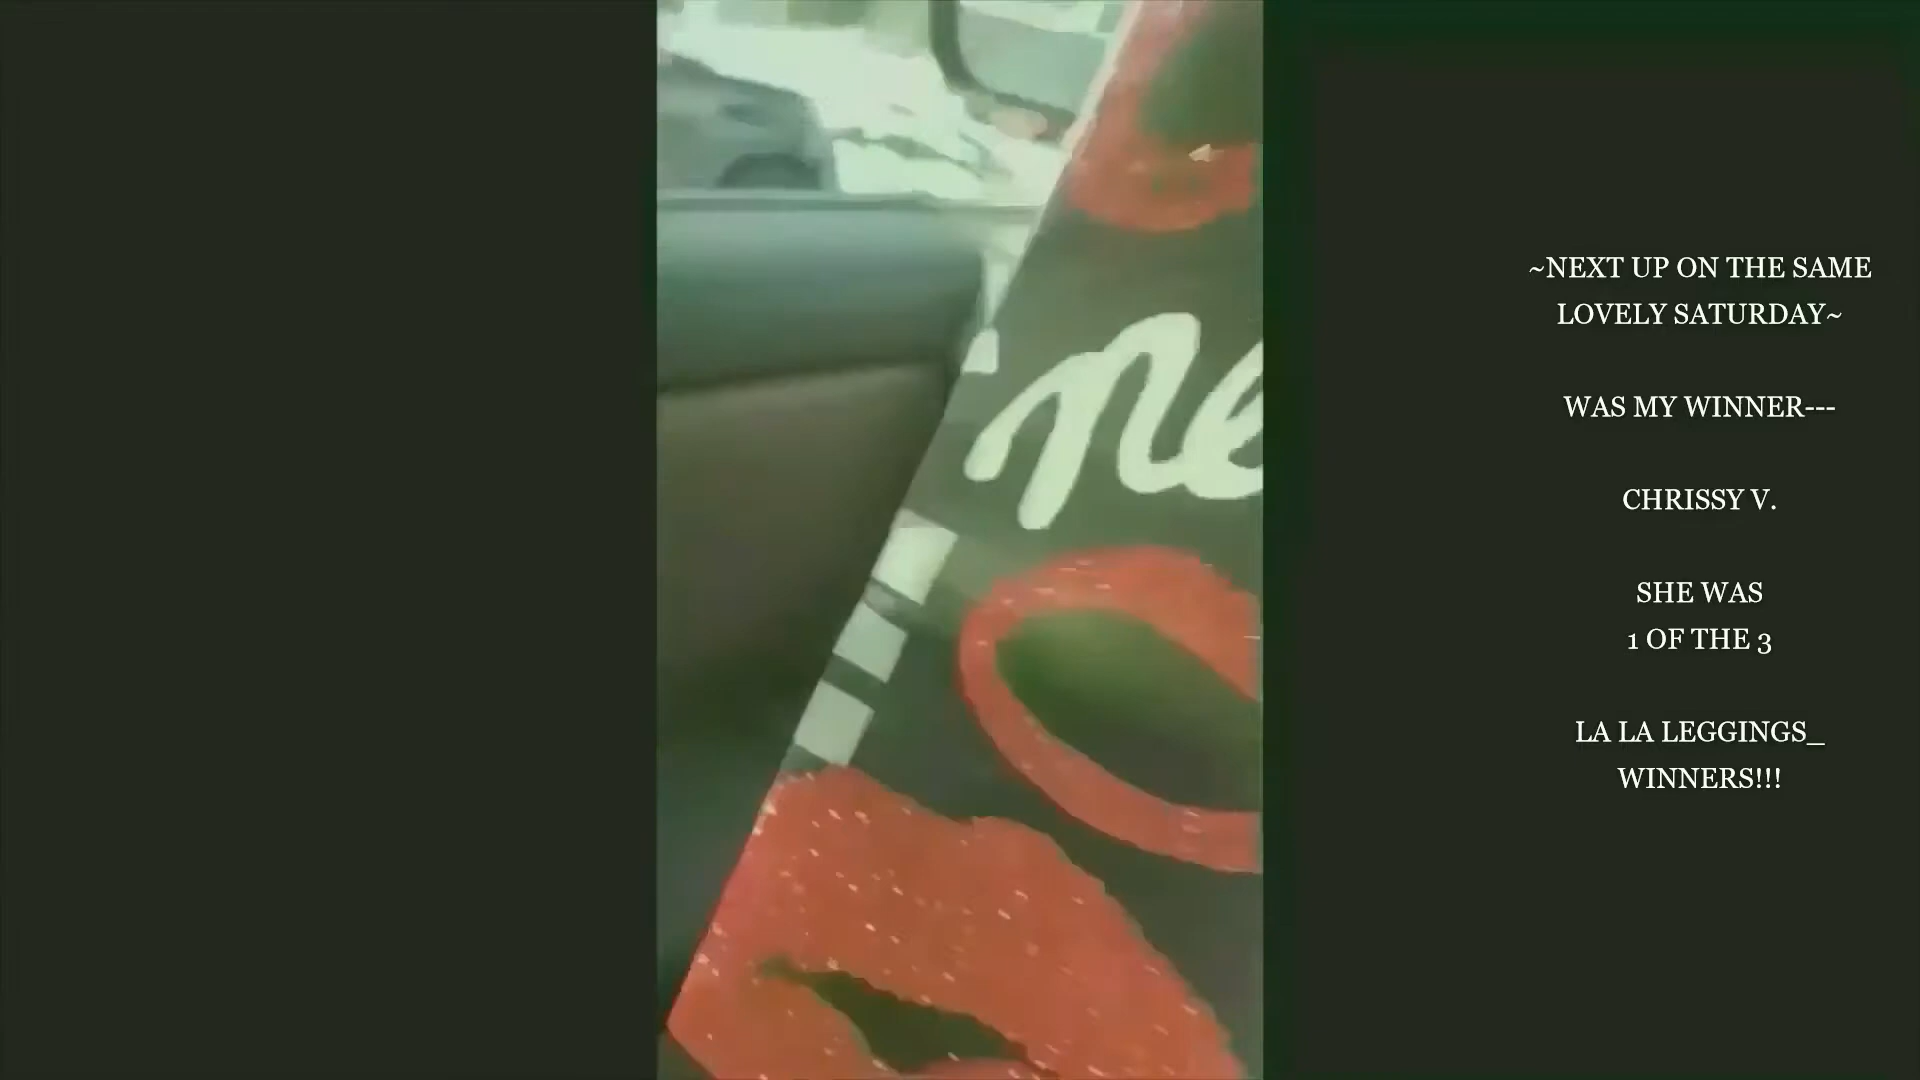 ~NEXT UP ON THE SAME
LOVELY SATURDAY~
WAS MY WINNER---
CHRISSY V.
SHE WAS
1 OF THE 3
LA LA LEGGINGS_
WINNERS!!!